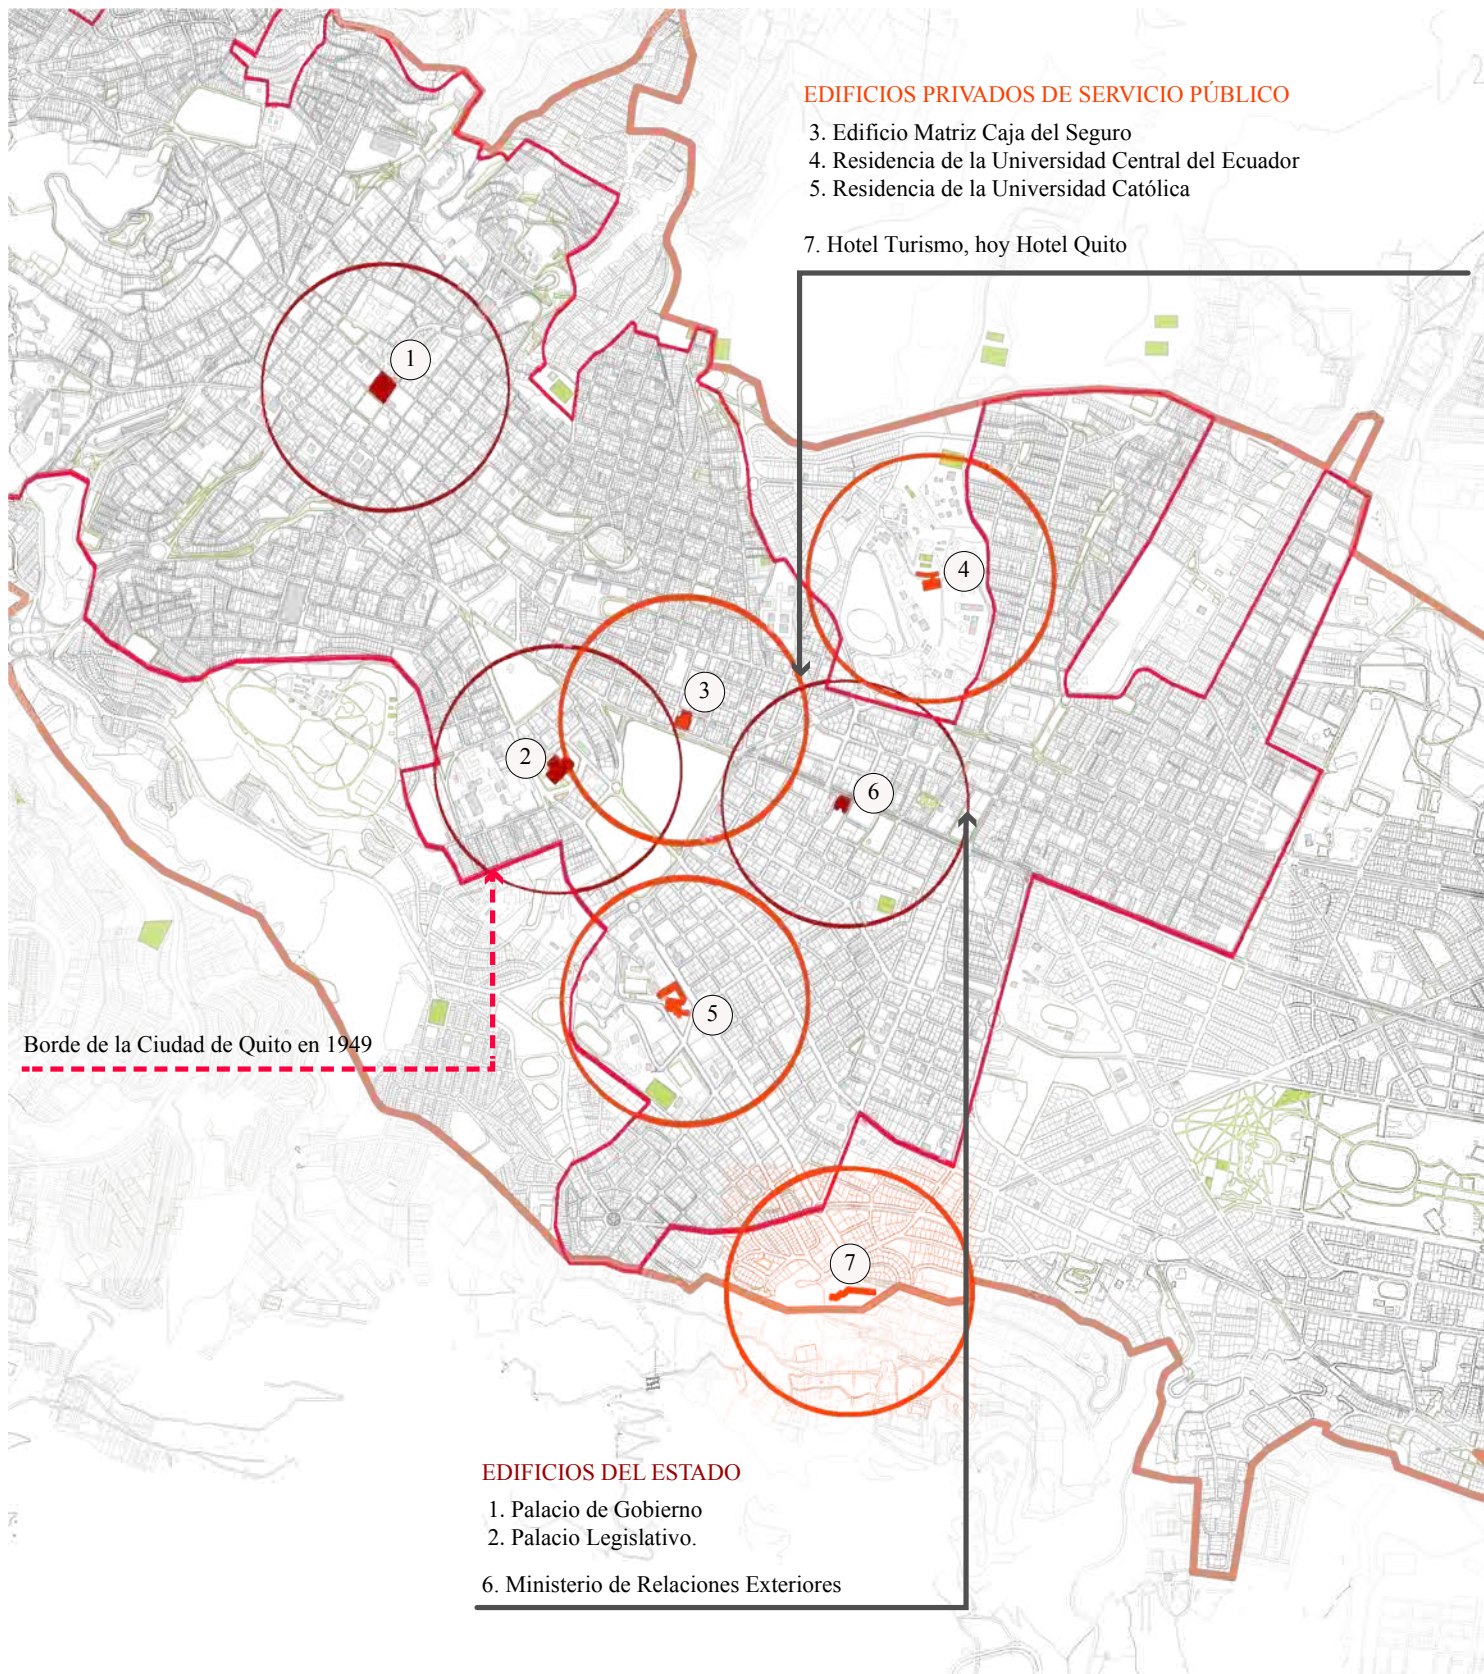 EDIFICIOS PRIVADOS DE SERVICIO PÚBLICO
3. Edificio Matriz Caja del Seguro
4. Residencia de la Universidad Central del Ecuador
5. Residencia de la Universidad Católica
7. Hotel Turismo, hoy Hotel Quito
1
4
3
2
6
5
Borde de la Ciudad de Quito en 1949
7
EDIFICIOS DEL ESTADO
1. Palacio de Gobierno
2. Palacio Legislativo.
6. Ministerio de Relaciones Exteriores